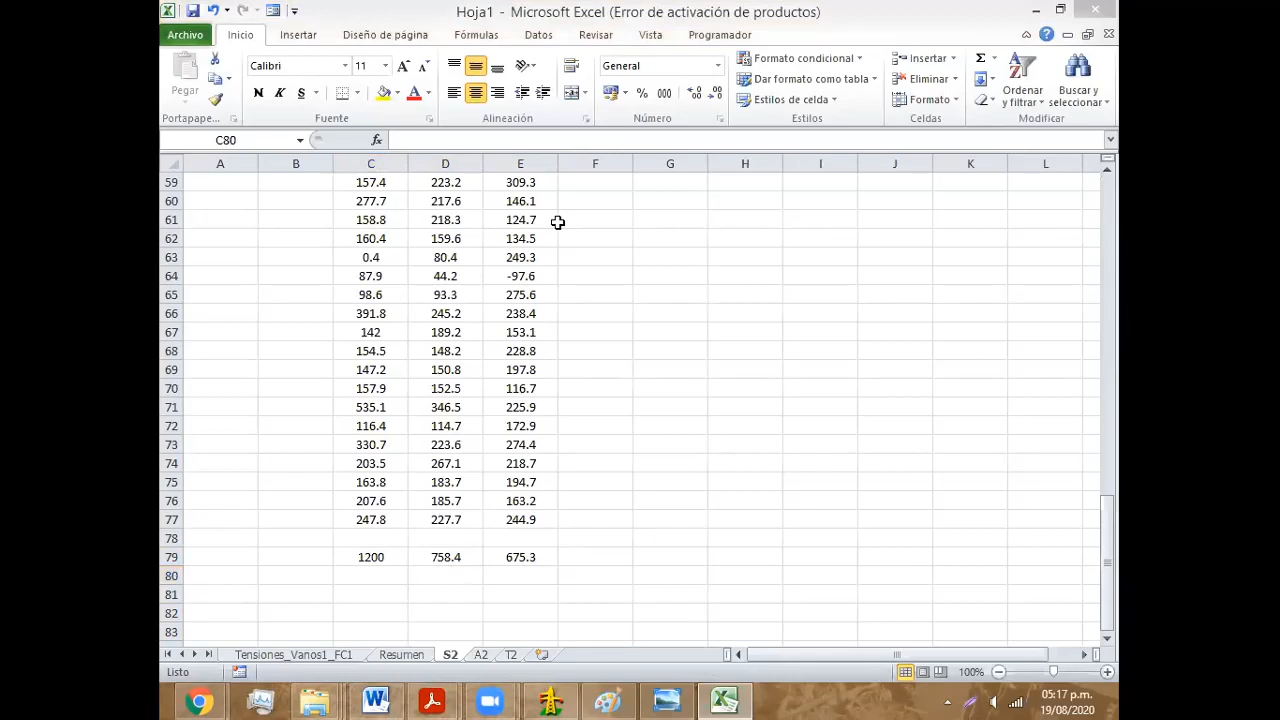 Hoja1 - Microsoft Excel (Error de activación de productos)
Archivo Inicio Insertar Diseño de página Fórmulas Datos Revisar Vista Programador
Pegar
Calibri 11
N K S
General
% 000
Formato condicional
Dar formato como tabla
Estilos de celda
Insertar
Eliminar
Formato
Σ
Ordenar y filtrar
Buscar y seleccionar
Portapape... Fuente Alineación Número Estilos Celdas Modificar
C80 fx
A B C D E F G H I J K L
59 157.4 223.2 309.3
60 277.7 217.6 146.1
61 158.8 218.3 124.7
62 160.4 159.6 134.5
63 0.4 80.4 249.3
64 87.9 44.2 -97.6
65 98.6 93.3 275.6
66 391.8 245.2 238.4
67 142 189.2 153.1
68 154.5 148.2 228.8
69 147.2 150.8 197.8
70 157.9 152.5 116.7
71 535.1 346.5 225.9
72 116.4 114.7 172.9
73 330.7 223.6 274.4
74 203.5 267.1 218.7
75 163.8 183.7 194.7
76 207.6 185.7 163.2
77 247.8 227.7 244.9
78
79 1200 758.4 675.3
80
81
82
83
Tensiones_Vanos1_FC1 Resumen S2 A2 T2
Listo 100%
05:17 p.m.
19/08/2020